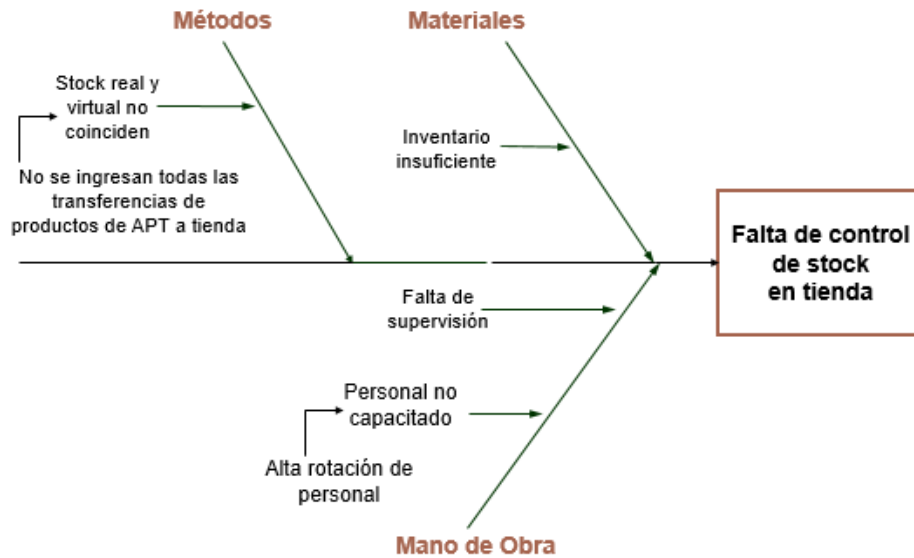 Métodos
Materiales
Stock real y
virtual no
coinciden
No se ingresan todas las
transferencias de
productos de APT a tienda
Inventario
insuficiente
Falta de control
de stock
en tienda
Falta de
supervisión
Personal no
capacitado
Alta rotación de
personal
Mano de Obra